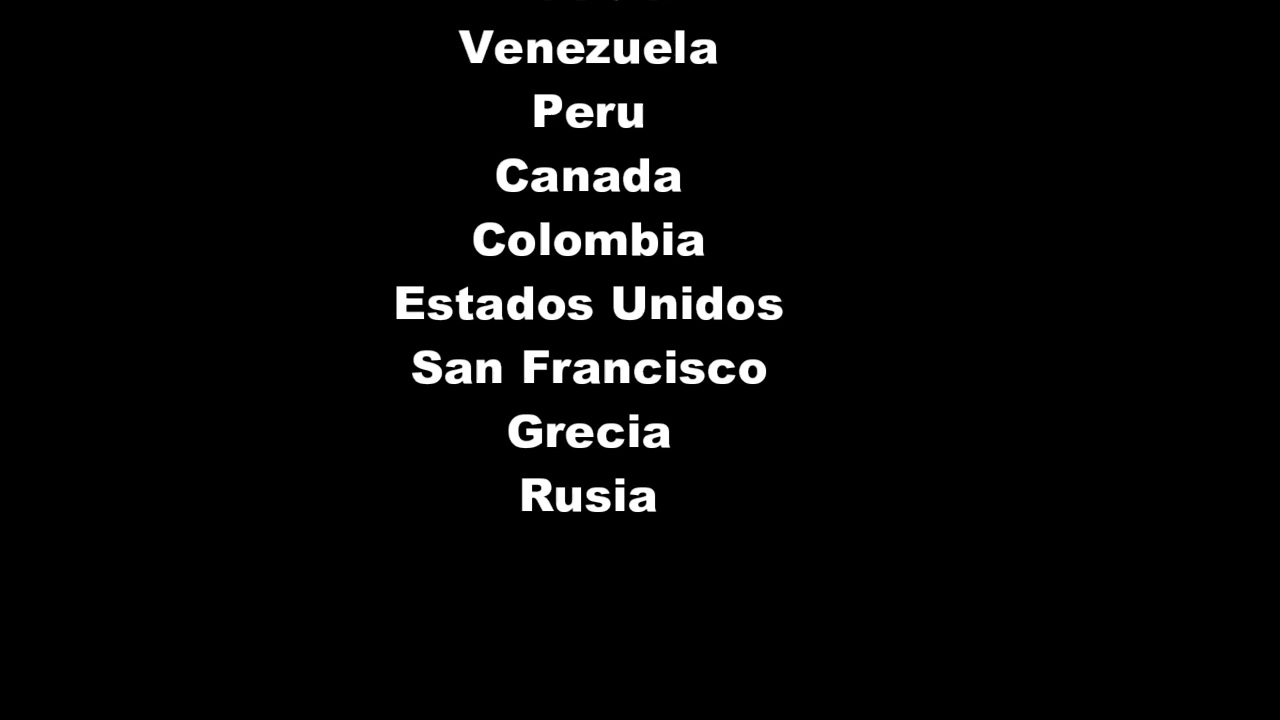 Venezuela
Peru
Canada
Colombia
Estados Unidos
San Francisco
Grecia
Rusia